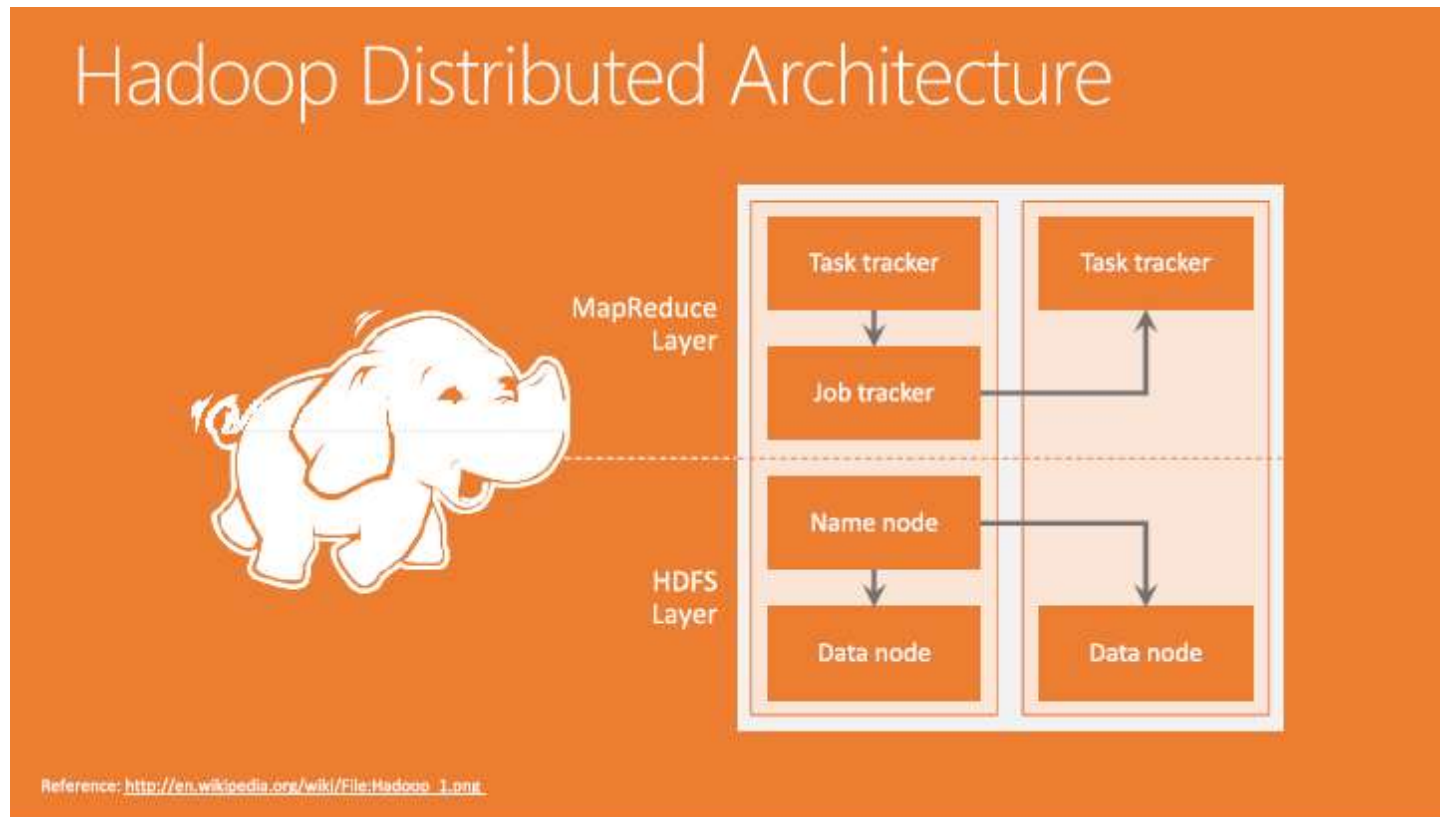 Hadoop Distributed Architecture
Task tracker
Task tracker
MapReduce
Layer
Job tracker
Name node
HDFS
Layer
Data node
Data node
Reference: http://en.wikipedia.org/wiki/File:Hadoop_1.png